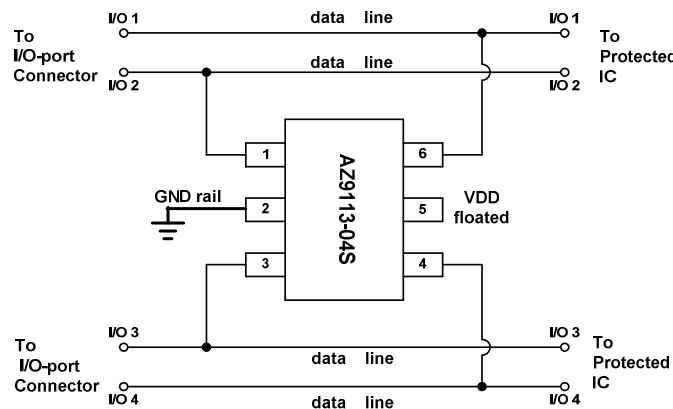 I/O 1
data line
I/O 1
To
I/O-port
Connector
To
Protected
IC
data line
I/O 2
I/O 2
1
6
AZ9113-04S
GND rail
2
5
VDD
floated
3
4
I/O 3
I/O 3
To
I/O-port
Connector
data line
To
Protected
IC
I/O 4
I/O 4
data line